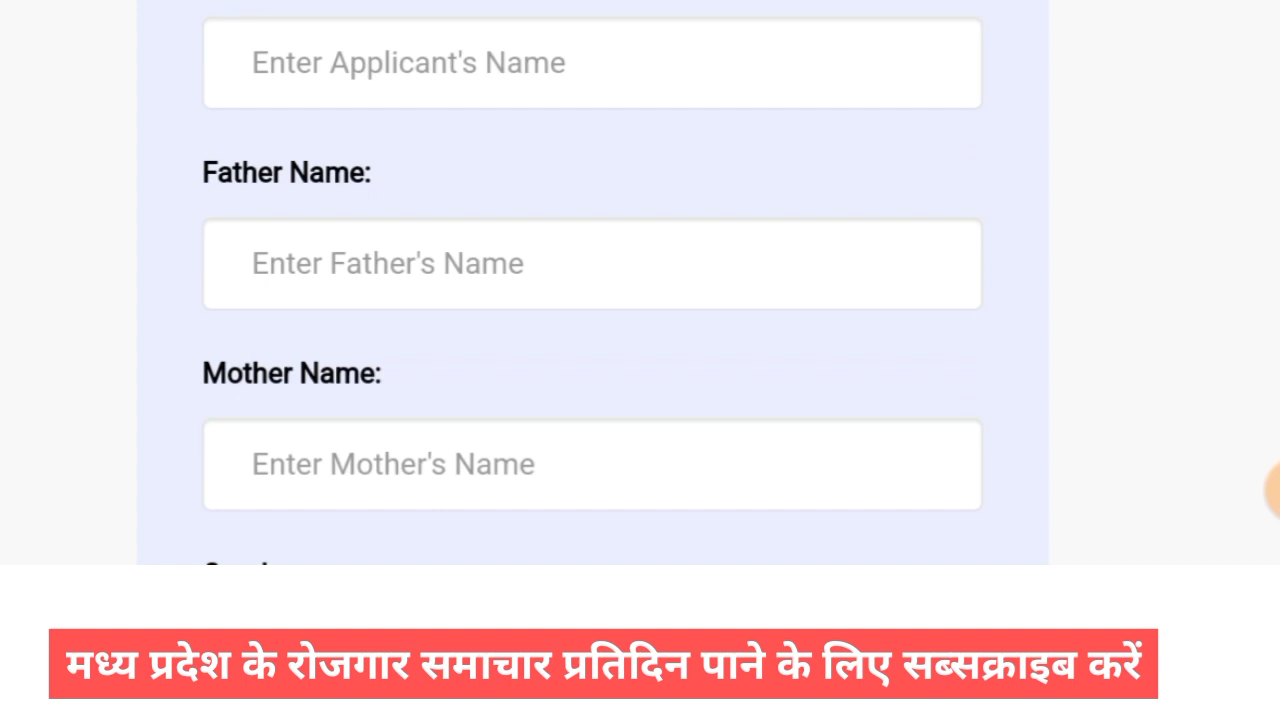 Enter Applicant's Name
Father Name:
Enter Father's Name
Mother Name:
Enter Mother's Name
मध्य प्रदेश के रोजगार समाचार प्रतिदिन पाने के लिए सब्सक्राइब करें